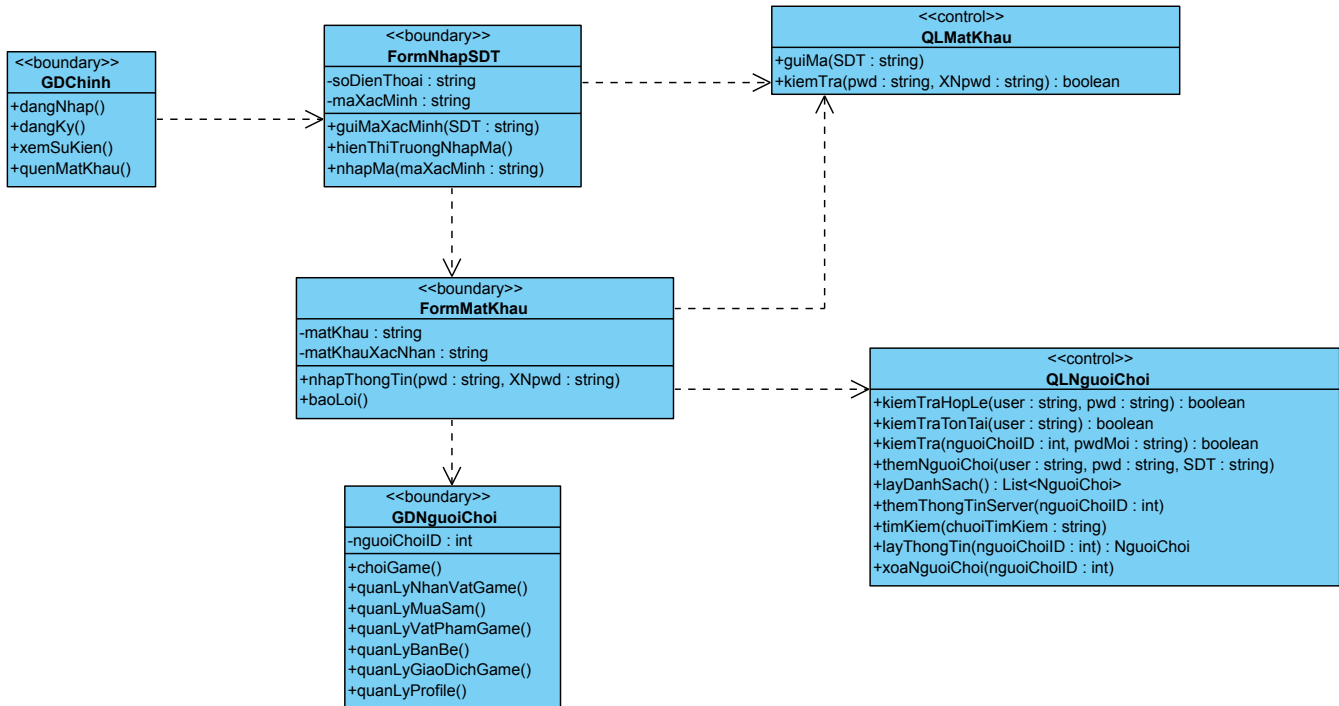 <<boundary>>
GDChinh
+dangNhap()
+dangKy()
+xemSuKien()
+quenMatKhau()
<<boundary>>
FormNhapSDT
-soDienThoai : string
-maXacMinh : string
+guiMaXacMinh(SDT : string)
+hienThiTruongNhapMa()
+nhapMa(maXacMinh : string)
<<control>>
QLMatKhau
+guiMa(SDT : string)
+kiemTra(pwd : string, XNpwd : string) : boolean
<<boundary>>
FormMatKhau
-matKhau : string
-matKhauXacNhan : string
+nhapThongTin(pwd : string, XNpwd : string)
+baoLoi()
<<control>>
QLNguoiChoi
+kiemTraHopLe(user : string, pwd : string) : boolean
+kiemTraTonTai(user : string) : boolean
+kiemTra(nguoiChoiID : int, pwdMoi : string) : boolean
+themNguoiChoi(user : string, pwd : string, SDT : string)
+layDanhSach() : List<NguoiChoi>
+themThongTinServer(nguoiChoiID : int)
+timKiem(chuoiTimKiem : string)
+layThongTin(nguoiChoiID : int) : NguoiChoi
+xoaNguoiChoi(nguoiChoiID : int)
<<boundary>>
GDNguoiChoi
-nguoiChoiID : int
+choiGame()
+quanLyNhanVatGame()
+quanLyMuaSam()
+quanLyVatPhamGame()
+quanLyBanBe()
+quanLyGiaoDichGame()
+quanLyProfile()